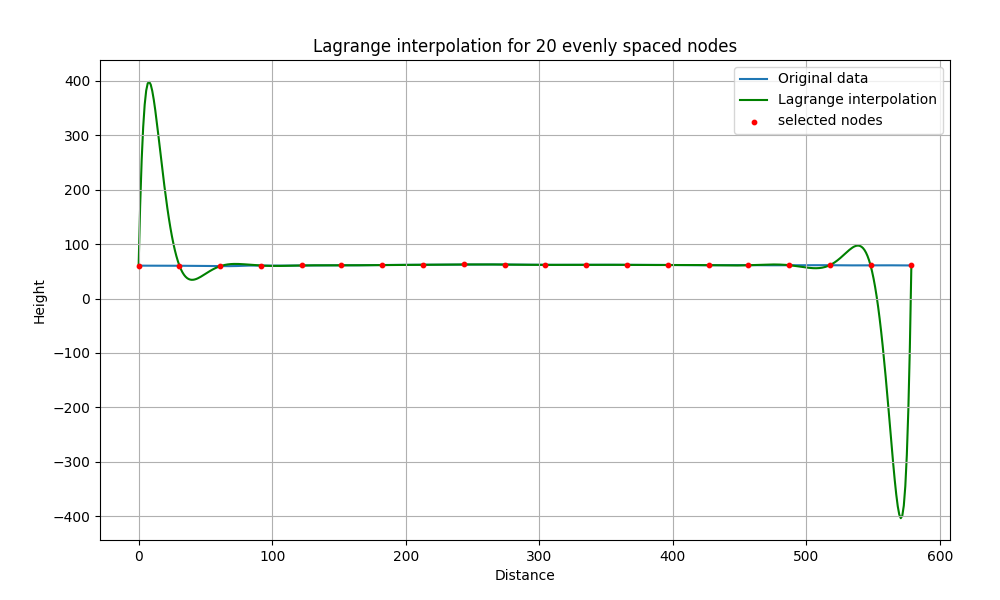 Lagrange interpolation for 20 evenly spaced nodes
Original data
Lagrange interpolation
selected nodes
Height
400
300
200
100
0
−100
−200
−300
−400
0 100 200 300 400 500 600
Distance